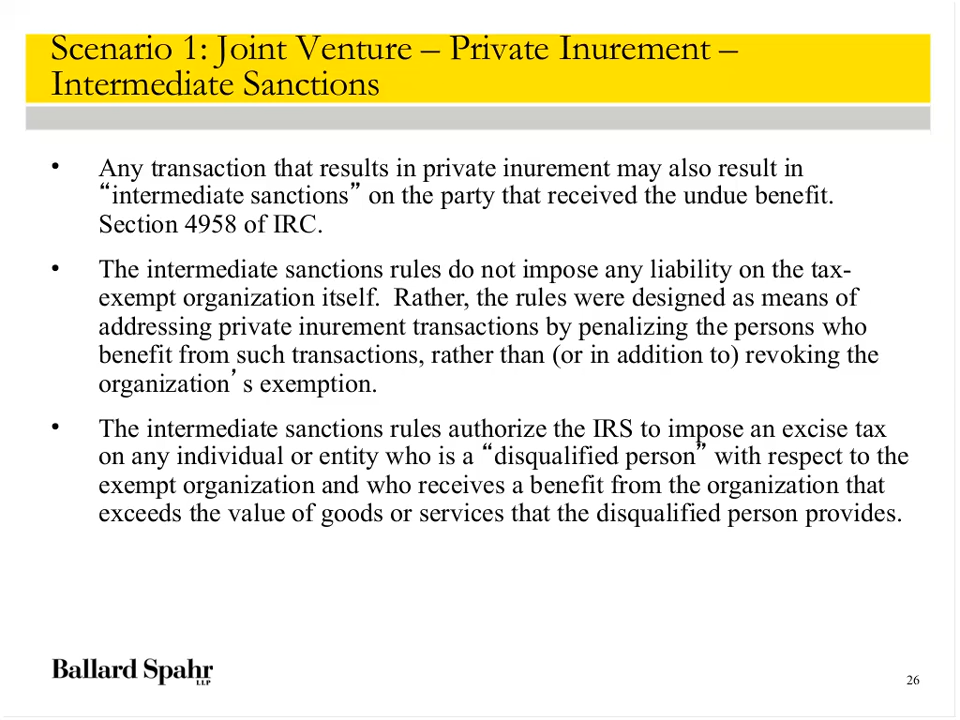 Scenario 1: Joint Venture – Private Inurement –
Intermediate Sanctions
• Any transaction that results in private inurement may also result in
“intermediate sanctions” on the party that received the undue benefit.
Section 4958 of IRC.
• The intermediate sanctions rules do not impose any liability on the tax-
exempt organization itself.  Rather, the rules were designed as means of
addressing private inurement transactions by penalizing the persons who
benefit from such transactions, rather than (or in addition to) revoking the
organization’s exemption.
• The intermediate sanctions rules authorize the IRS to impose an excise tax
on any individual or entity who is a “disqualified person” with respect to the
exempt organization and who receives a benefit from the organization that
exceeds the value of goods or services that the disqualified person provides.
Ballard Spahr
LLP
26